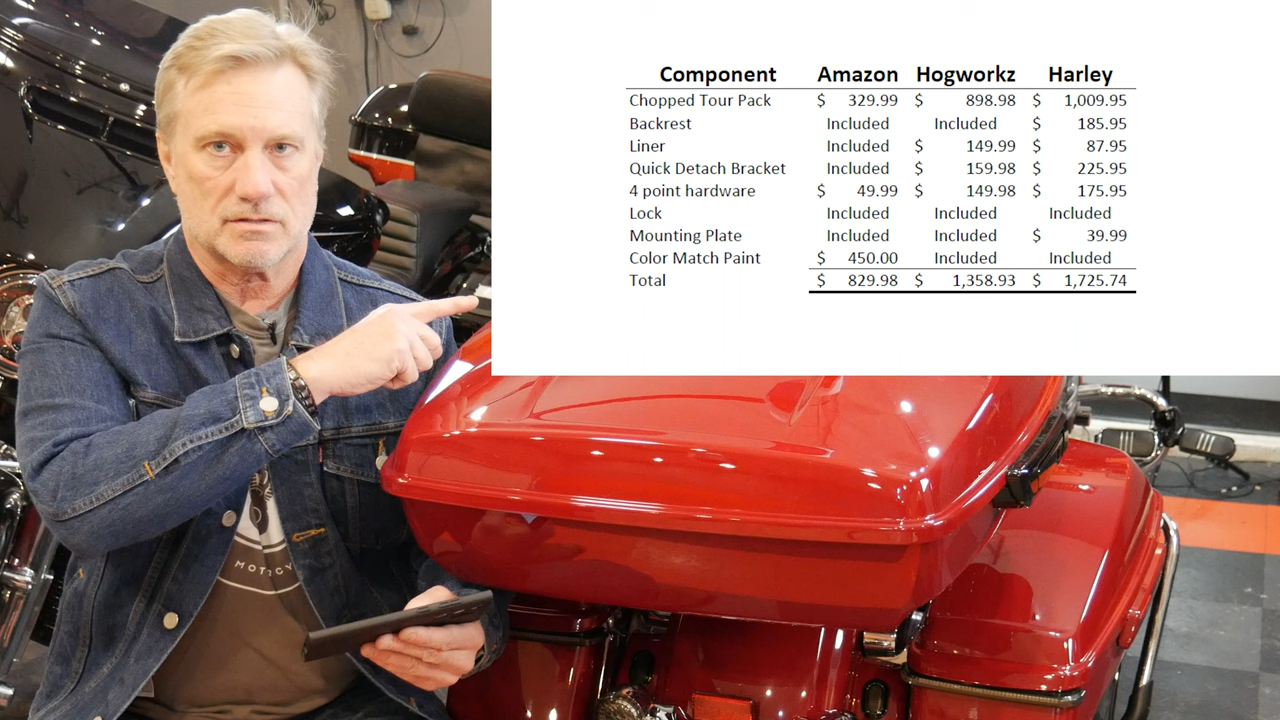 Component Amazon Hogworkz Harley
Chopped Tour Pack $ 329.99 $ 898.98 $ 1,009.95
Backrest Included Included $ 185.95
Liner Included $ 149.99 $ 87.95
Quick Detach Bracket Included $ 159.98 $ 225.95
4 point hardware $ 49.99 $ 149.98 $ 175.95
Lock Included Included Included
Mounting Plate Included Included $ 39.99
Color Match Paint $ 450.00 Included Included
Total $ 829.98 $ 1,358.93 $ 1,725.74